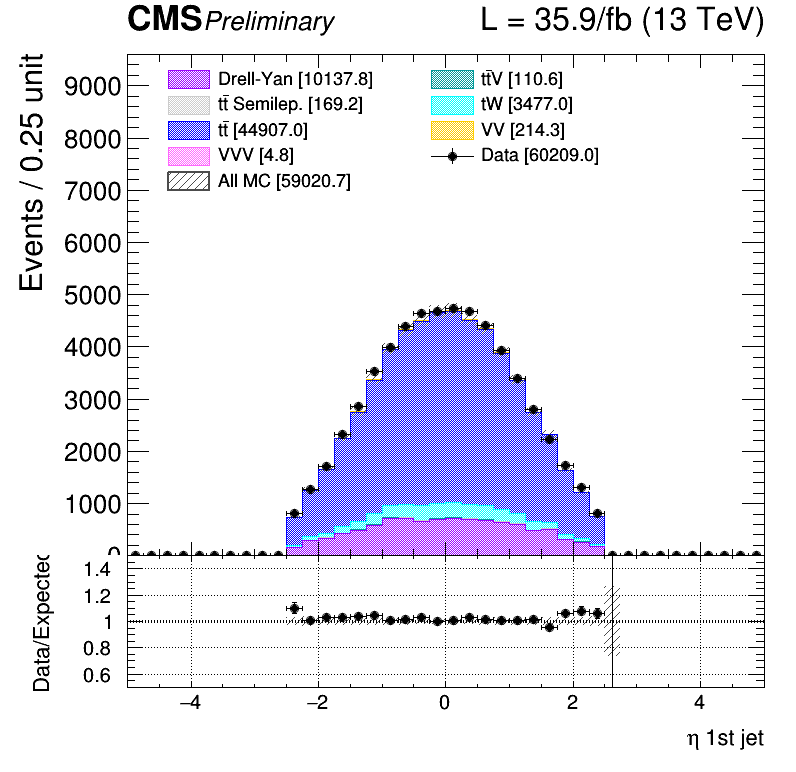 CMS Preliminary L = 35.9/fb (13 TeV)
Events / 0.25 unit
9000
8000
7000
6000
5000
4000
3000
2000
1000
0
Drell-Yan [10137.8]
tt̄ Semilep. [169.2]
tt̄ [44907.0]
VVV [4.8]
All MC [59020.7]
tt̄V [110.6]
tW [3477.0]
VV [214.3]
Data [60209.0]
Data/Expected
1.4
1.2
1
0.8
0.6
−4 −2 0 2 4
η 1st jet